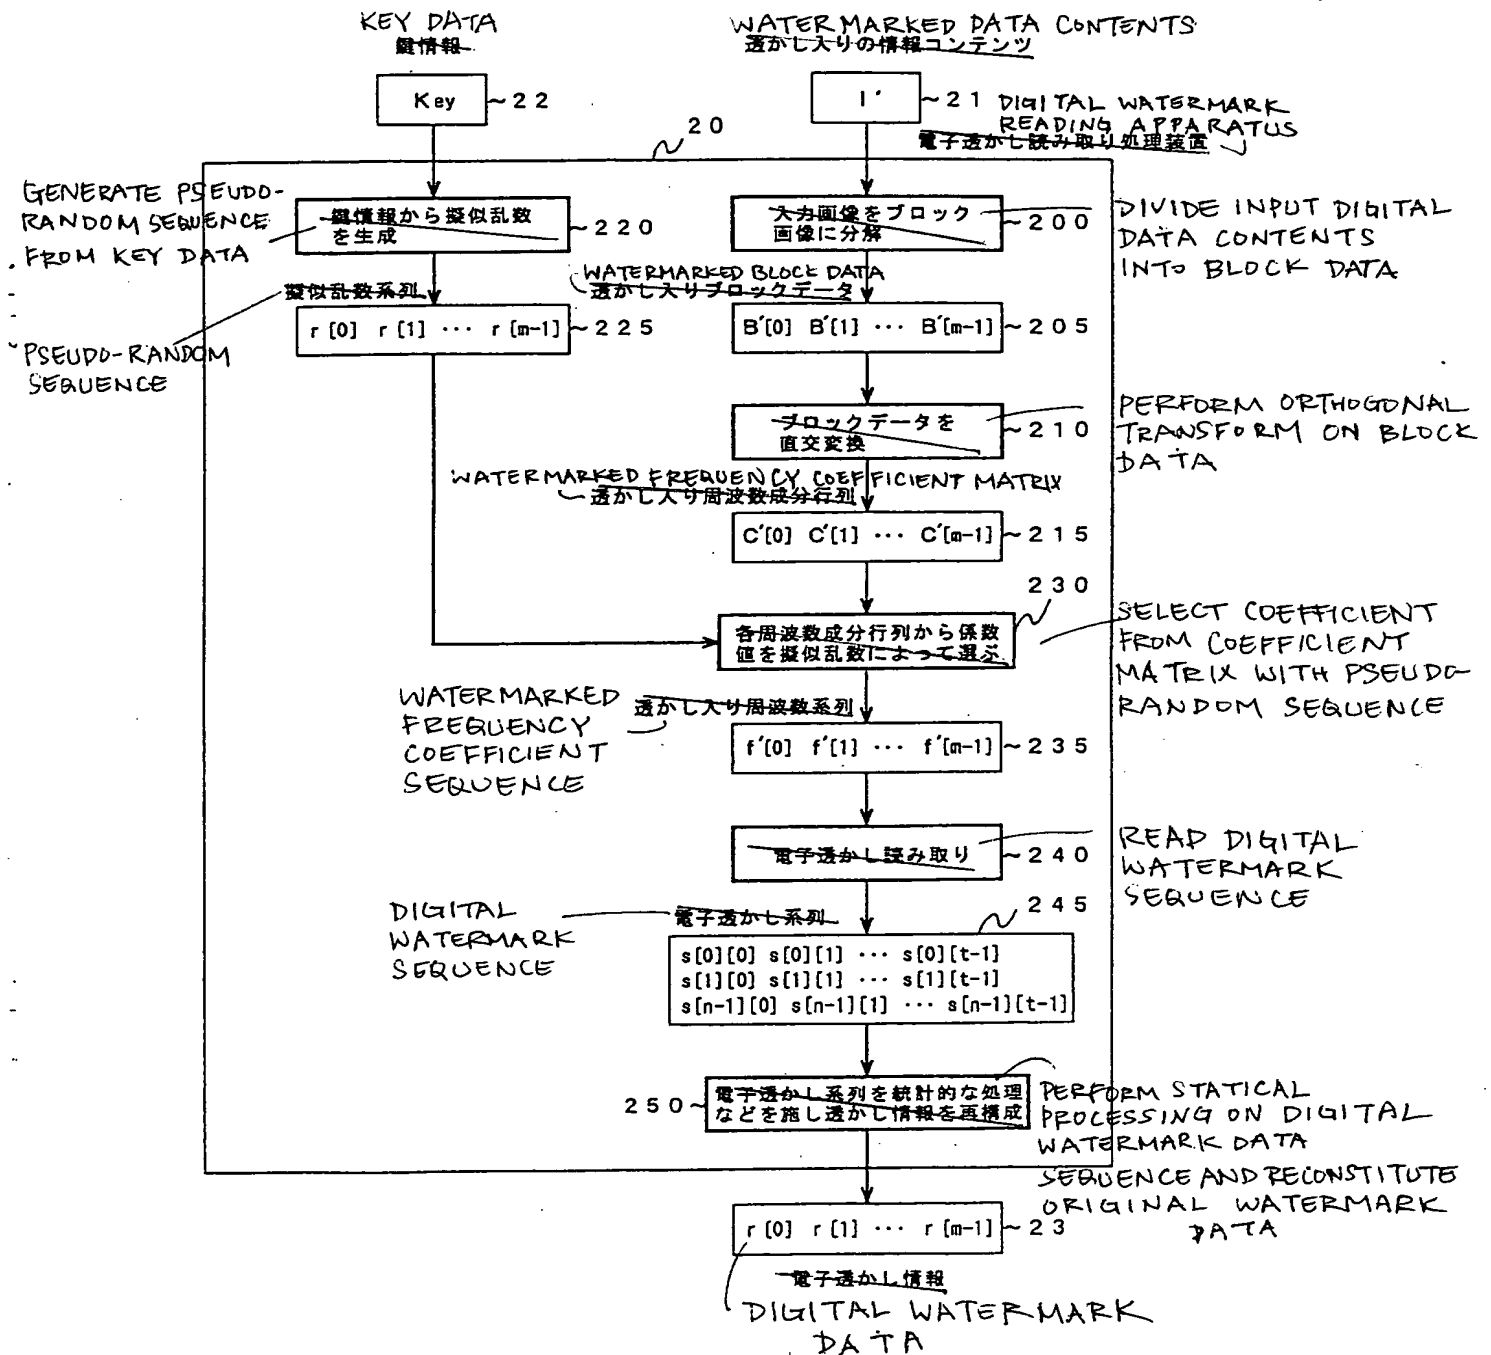 KEY DATA
鍵情報
WATERMARKED DATA CONTENTS
透かし入りの情報コンテンツ
Key ~22
I' ~21
DIGITAL WATERMARK
READING APPARATUS
電子透かし読み取り処理装置
20
GENERATE PSEUDO-
RANDOM SEQUENCE
FROM KEY DATA
鍵情報から擬似乱数
を生成
~220
入力画像をブロック
画像に分解
~200
DIVIDE INPUT DIGITAL
DATA CONTENTS
INTO BLOCK DATA
擬似乱数系列
r[0] r[1] ··· r[m-1] ~225
PSEUDO-RANDOM
SEQUENCE
WATERMARKED BLOCK DATA
透かし入りブロックデータ
B'[0] B'[1] ··· B'[m-1] ~205
ブロックデータを
直交変換
~210
PERFORM ORTHOGONAL
TRANSFORM ON BLOCK
DATA
WATERMARKED FREQUENCY COEFFICIENT MATRIX
透かし入り周波数成分行列
C'[0] C'[1] ··· C'[m-1] ~215
230
各周波数成分行列から係数
値を擬似乱数によって選ぶ
SELECT COEFFICIENT
FROM COEFFICIENT
MATRIX WITH PSEUDO-
RANDOM SEQUENCE
WATERMARKED
FREQUENCY
COEFFICIENT
SEQUENCE
透かし入り周波数系列
f'[0] f'[1] ··· f'[m-1] ~235
電子透かし読み取り
~240
READ DIGITAL
WATERMARK
SEQUENCE
DIGITAL
WATERMARK
SEQUENCE
電子透かし系列
245
s[0][0] s[0][1] ··· s[0][t-1]
s[1][0] s[1][1] ··· s[1][t-1]
s[n-1][0] s[n-1][1] ··· s[n-1][t-1]
250~
電子透かし系列を統計的な処理
などを施し透かし情報を再構成
PERFORM STATICAL
PROCESSING ON DIGITAL
WATERMARK DATA
SEQUENCE AND RECONSTITUTE
ORIGINAL WATERMARK
DATA
r[0] r[1] ··· r[m-1] ~23
電子透かし情報
DIGITAL WATERMARK
DATA